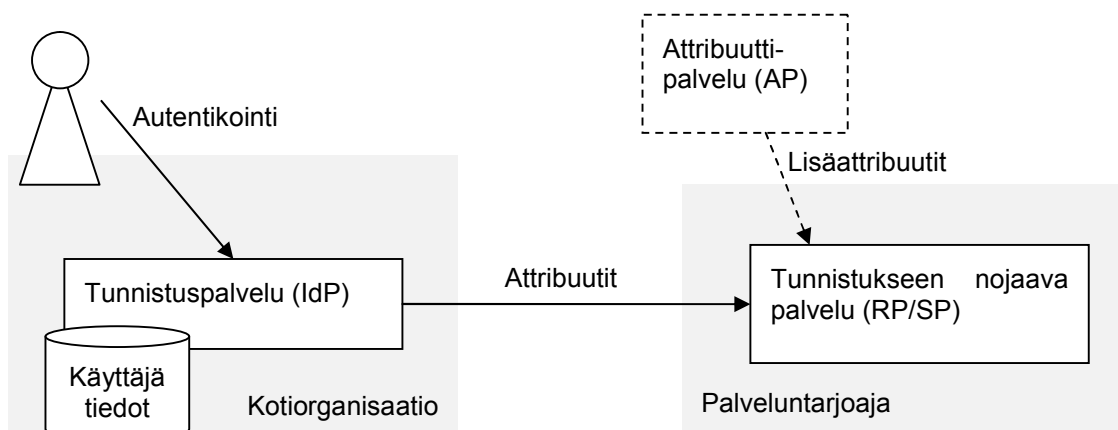 Attribuutti-
palvelu (AP)
Autentikointi
Lisäattribuutit
Tunnistuspalvelu (IdP)
Attribuutit
Tunnistukseen nojaava
palvelu (RP/SP)
Käyttäjä
tiedot
Kotiorganisaatio
Palveluntarjoaja